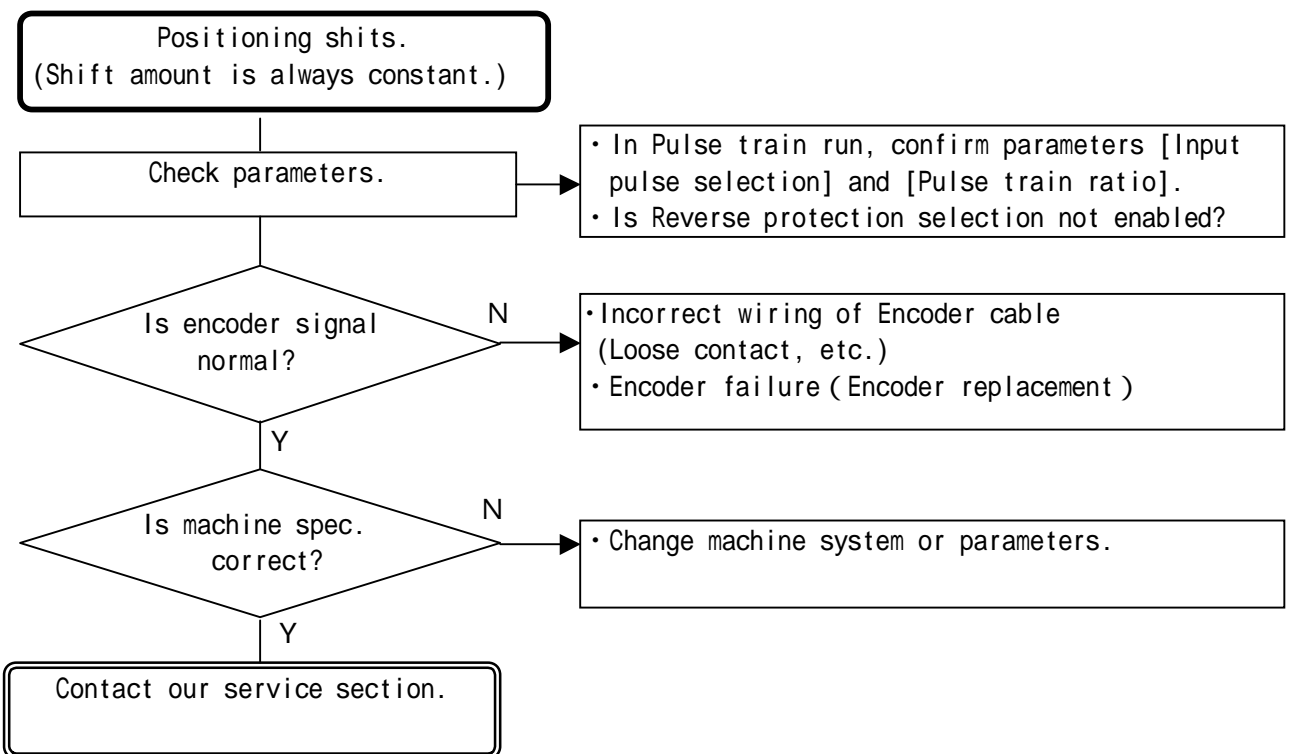 Positioning shits.
(Shift amount is always constant.)
Check parameters.
・In Pulse train run, confirm parameters [Input
pulse selection] and [Pulse train ratio].
・Is Reverse protection selection not enabled?
Is encoder signal
normal?
N
・Incorrect wiring of Encoder cable
(Loose contact, etc.)
・Encoder failure（Encoder replacement）
Y
Is machine spec.
correct?
N
・Change machine system or parameters.
Y
Contact our service section.